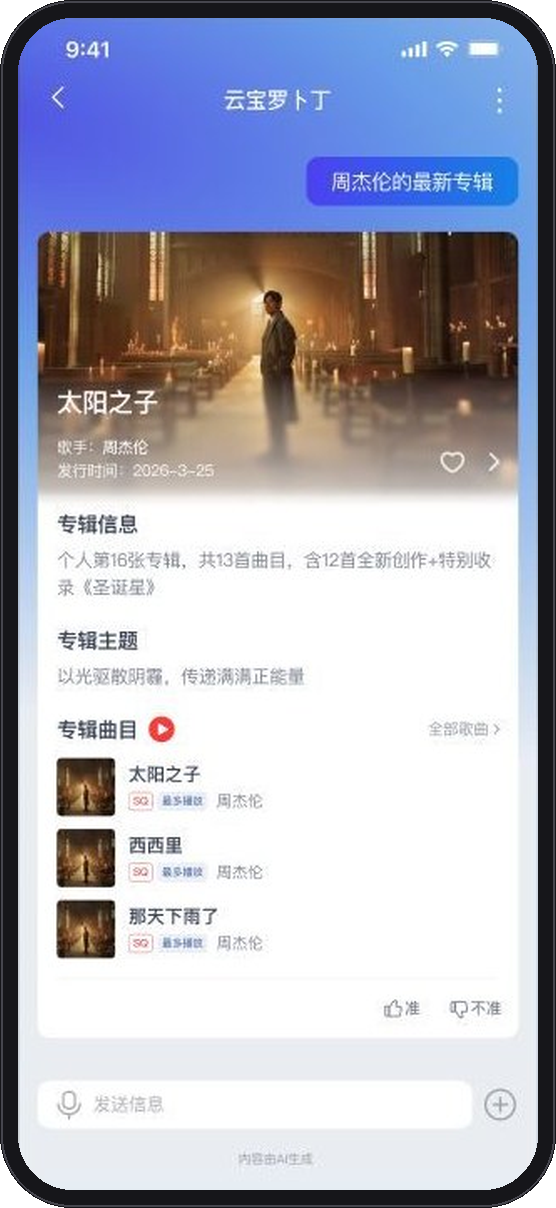 9:41
云宝罗卜丁
周杰伦的最新专辑
太阳之子
歌手：周杰伦
发行时间：2026-3-25
专辑信息
个人第16张专辑，共13首曲目，含12首全新创作+特别收
录《圣诞星》
专辑主题
以光驱散阴霾，传递满满正能量
专辑曲目
全部歌曲
太阳之子
SQ 最多播放 周杰伦
西西里
SQ 最多播放 周杰伦
那天下雨了
SQ 最多播放 周杰伦
准 不准
发送信息
内容由AI生成